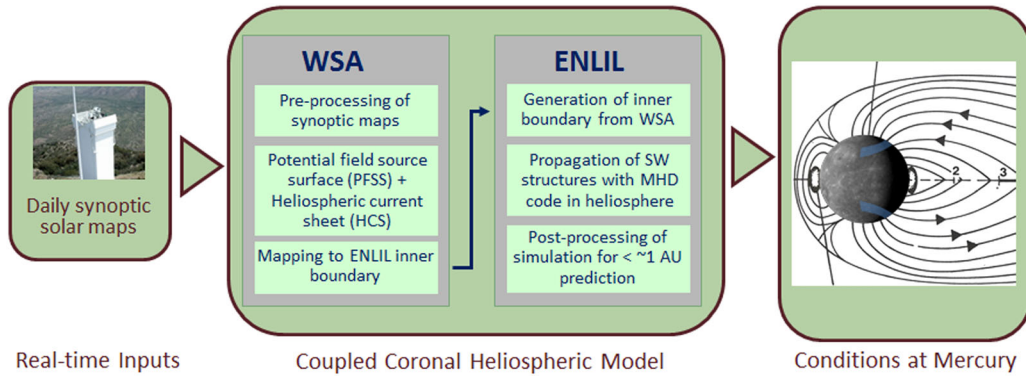 WSA
Pre-processing of
synoptic maps
Potential field source
surface (PFSS) +
Heliospheric current
sheet (HCS)
Mapping to ENLIL inner
boundary
ENLIL
Generation of inner
boundary from WSA
Propagation of SW
structures with MHD
code in heliosphere
Post-processing of
simulation for < ~1 AU
prediction
Daily synoptic
solar maps
2
3
Real-time Inputs
Coupled Coronal Heliospheric Model
Conditions at Mercury